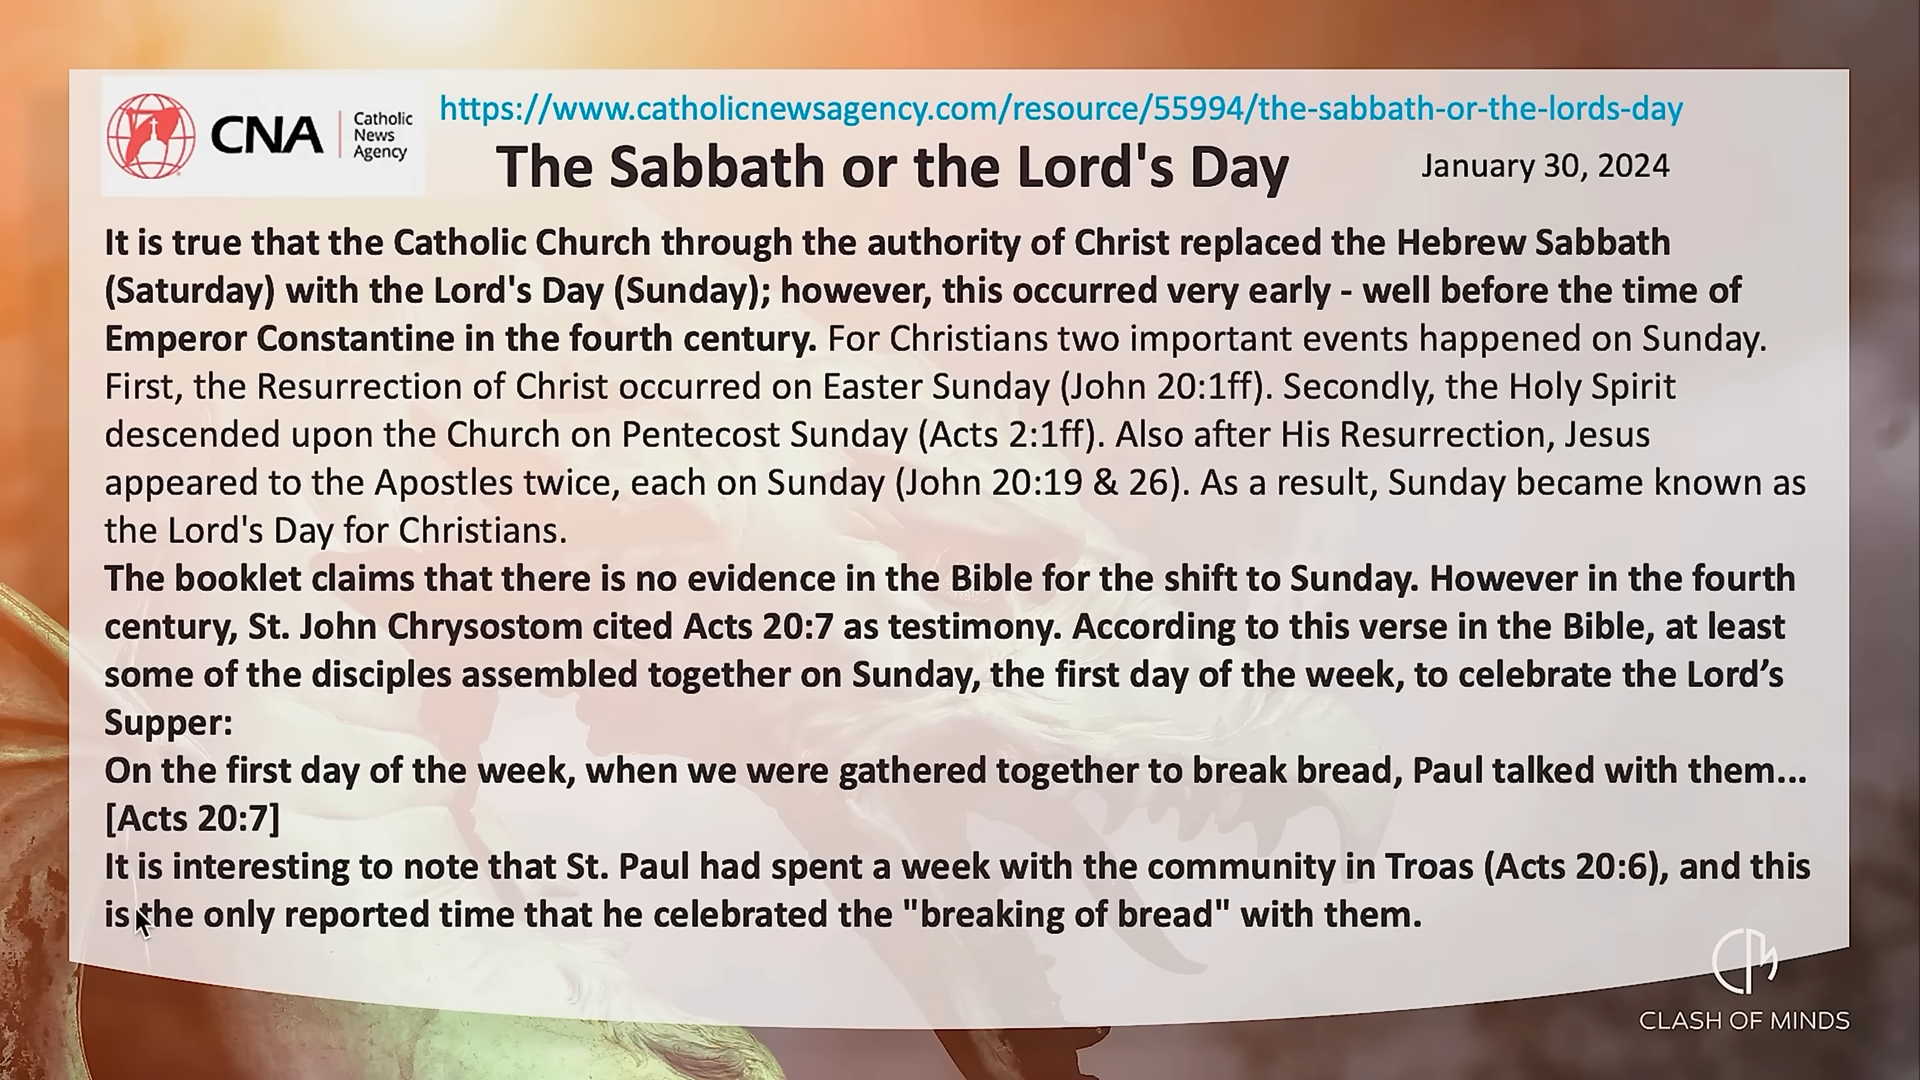 CNA
Catholic
News
Agency
https://www.catholicnewsagency.com/resource/55994/the-sabbath-or-the-lords-day
The Sabbath or the Lord's Day
January 30, 2024
It is true that the Catholic Church through the authority of Christ replaced the Hebrew Sabbath
(Saturday) with the Lord's Day (Sunday); however, this occurred very early - well before the time of
Emperor Constantine in the fourth century. For Christians two important events happened on Sunday.
First, the Resurrection of Christ occurred on Easter Sunday (John 20:1ff). Secondly, the Holy Spirit
descended upon the Church on Pentecost Sunday (Acts 2:1ff). Also after His Resurrection, Jesus
appeared to the Apostles twice, each on Sunday (John 20:19 & 26). As a result, Sunday became known as
the Lord's Day for Christians.
The booklet claims that there is no evidence in the Bible for the shift to Sunday. However in the fourth
century, St. John Chrysostom cited Acts 20:7 as testimony. According to this verse in the Bible, at least
some of the disciples assembled together on Sunday, the first day of the week, to celebrate the Lord’s
Supper:
On the first day of the week, when we were gathered together to break bread, Paul talked with them...
[Acts 20:7]
It is interesting to note that St. Paul had spent a week with the community in Troas (Acts 20:6), and this
is the only reported time that he celebrated the "breaking of bread" with them.
CLASH OF MINDS